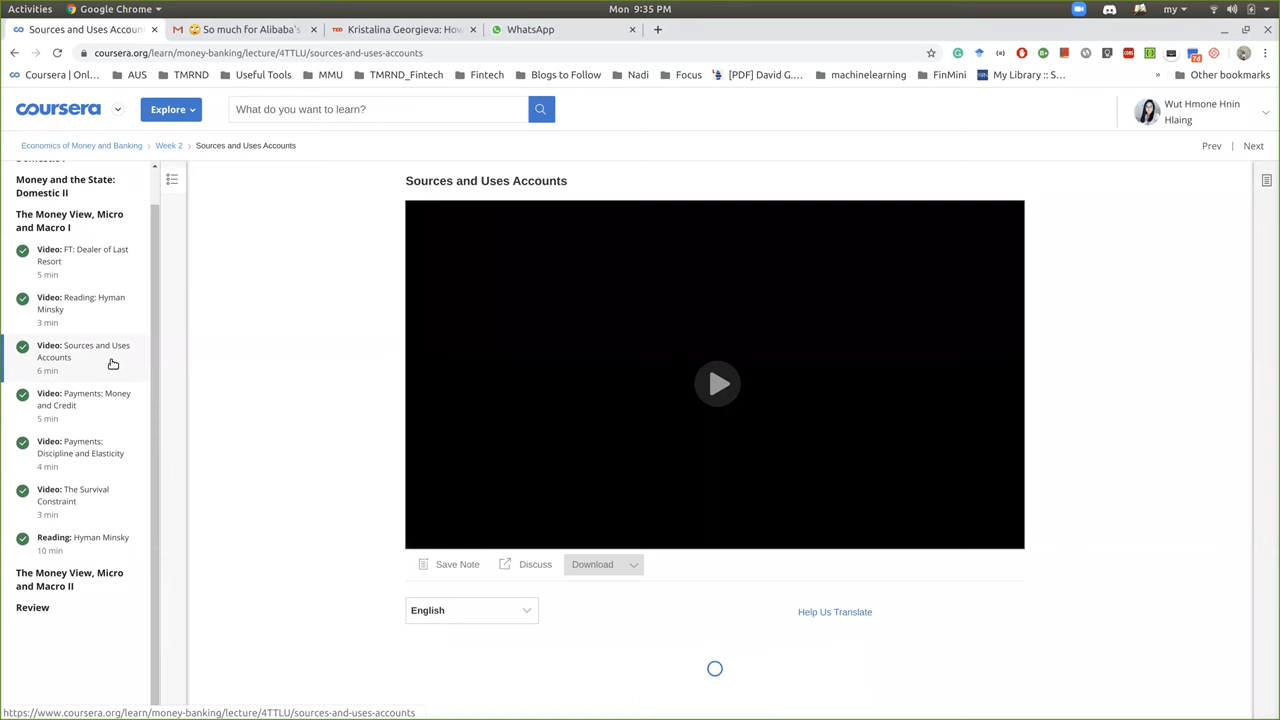 Activities
Google Chrome
Mon 9:35 PM
my
Sources and Uses Accoun
So much for Alibaba's
TED
Kristalina Georgieva: How
WhatsApp
coursera.org/learn/money-banking/lecture/4TTLU/sources-and-uses-accounts
Coursera | Onl…
AUS
TMRND
Useful Tools
MMU
TMRND_Fintech
Fintech
Blogs to Follow
Nadi
Focus
[PDF] David G.…
machinelearning
FinMini
My Library :: S…
»
Other bookmarks
coursera
Explore
What do you want to learn?
Wut Hmone Hnin
Hlaing
Economics of Money and Banking
Week 2
Sources and Uses Accounts
Prev
Next
Money and the State:
Domestic II
The Money View, Micro
and Macro I
Video: FT: Dealer of Last
Resort
5 min
Video: Reading: Hyman
Minsky
3 min
Video: Sources and Uses
Accounts
6 min
Video: Payments: Money
and Credit
5 min
Video: Payments:
Discipline and Elasticity
4 min
Video: The Survival
Constraint
3 min
Reading: Hyman Minsky
10 min
The Money View, Micro
and Macro II
Review
Sources and Uses Accounts
Save Note
Discuss
Download
English
Help Us Translate
https://www.coursera.org/learn/money-banking/lecture/4TTLU/sources-and-uses-accounts